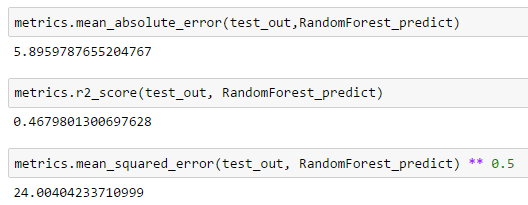 metrics.mean_absolute_error(test_out,RandomForest_predict)
5.8959787655204767
metrics.r2_score(test_out, RandomForest_predict)
0.4679801300697628
metrics.mean_squared_error(test_out, RandomForest_predict) ** 0.5
24.00404233710999